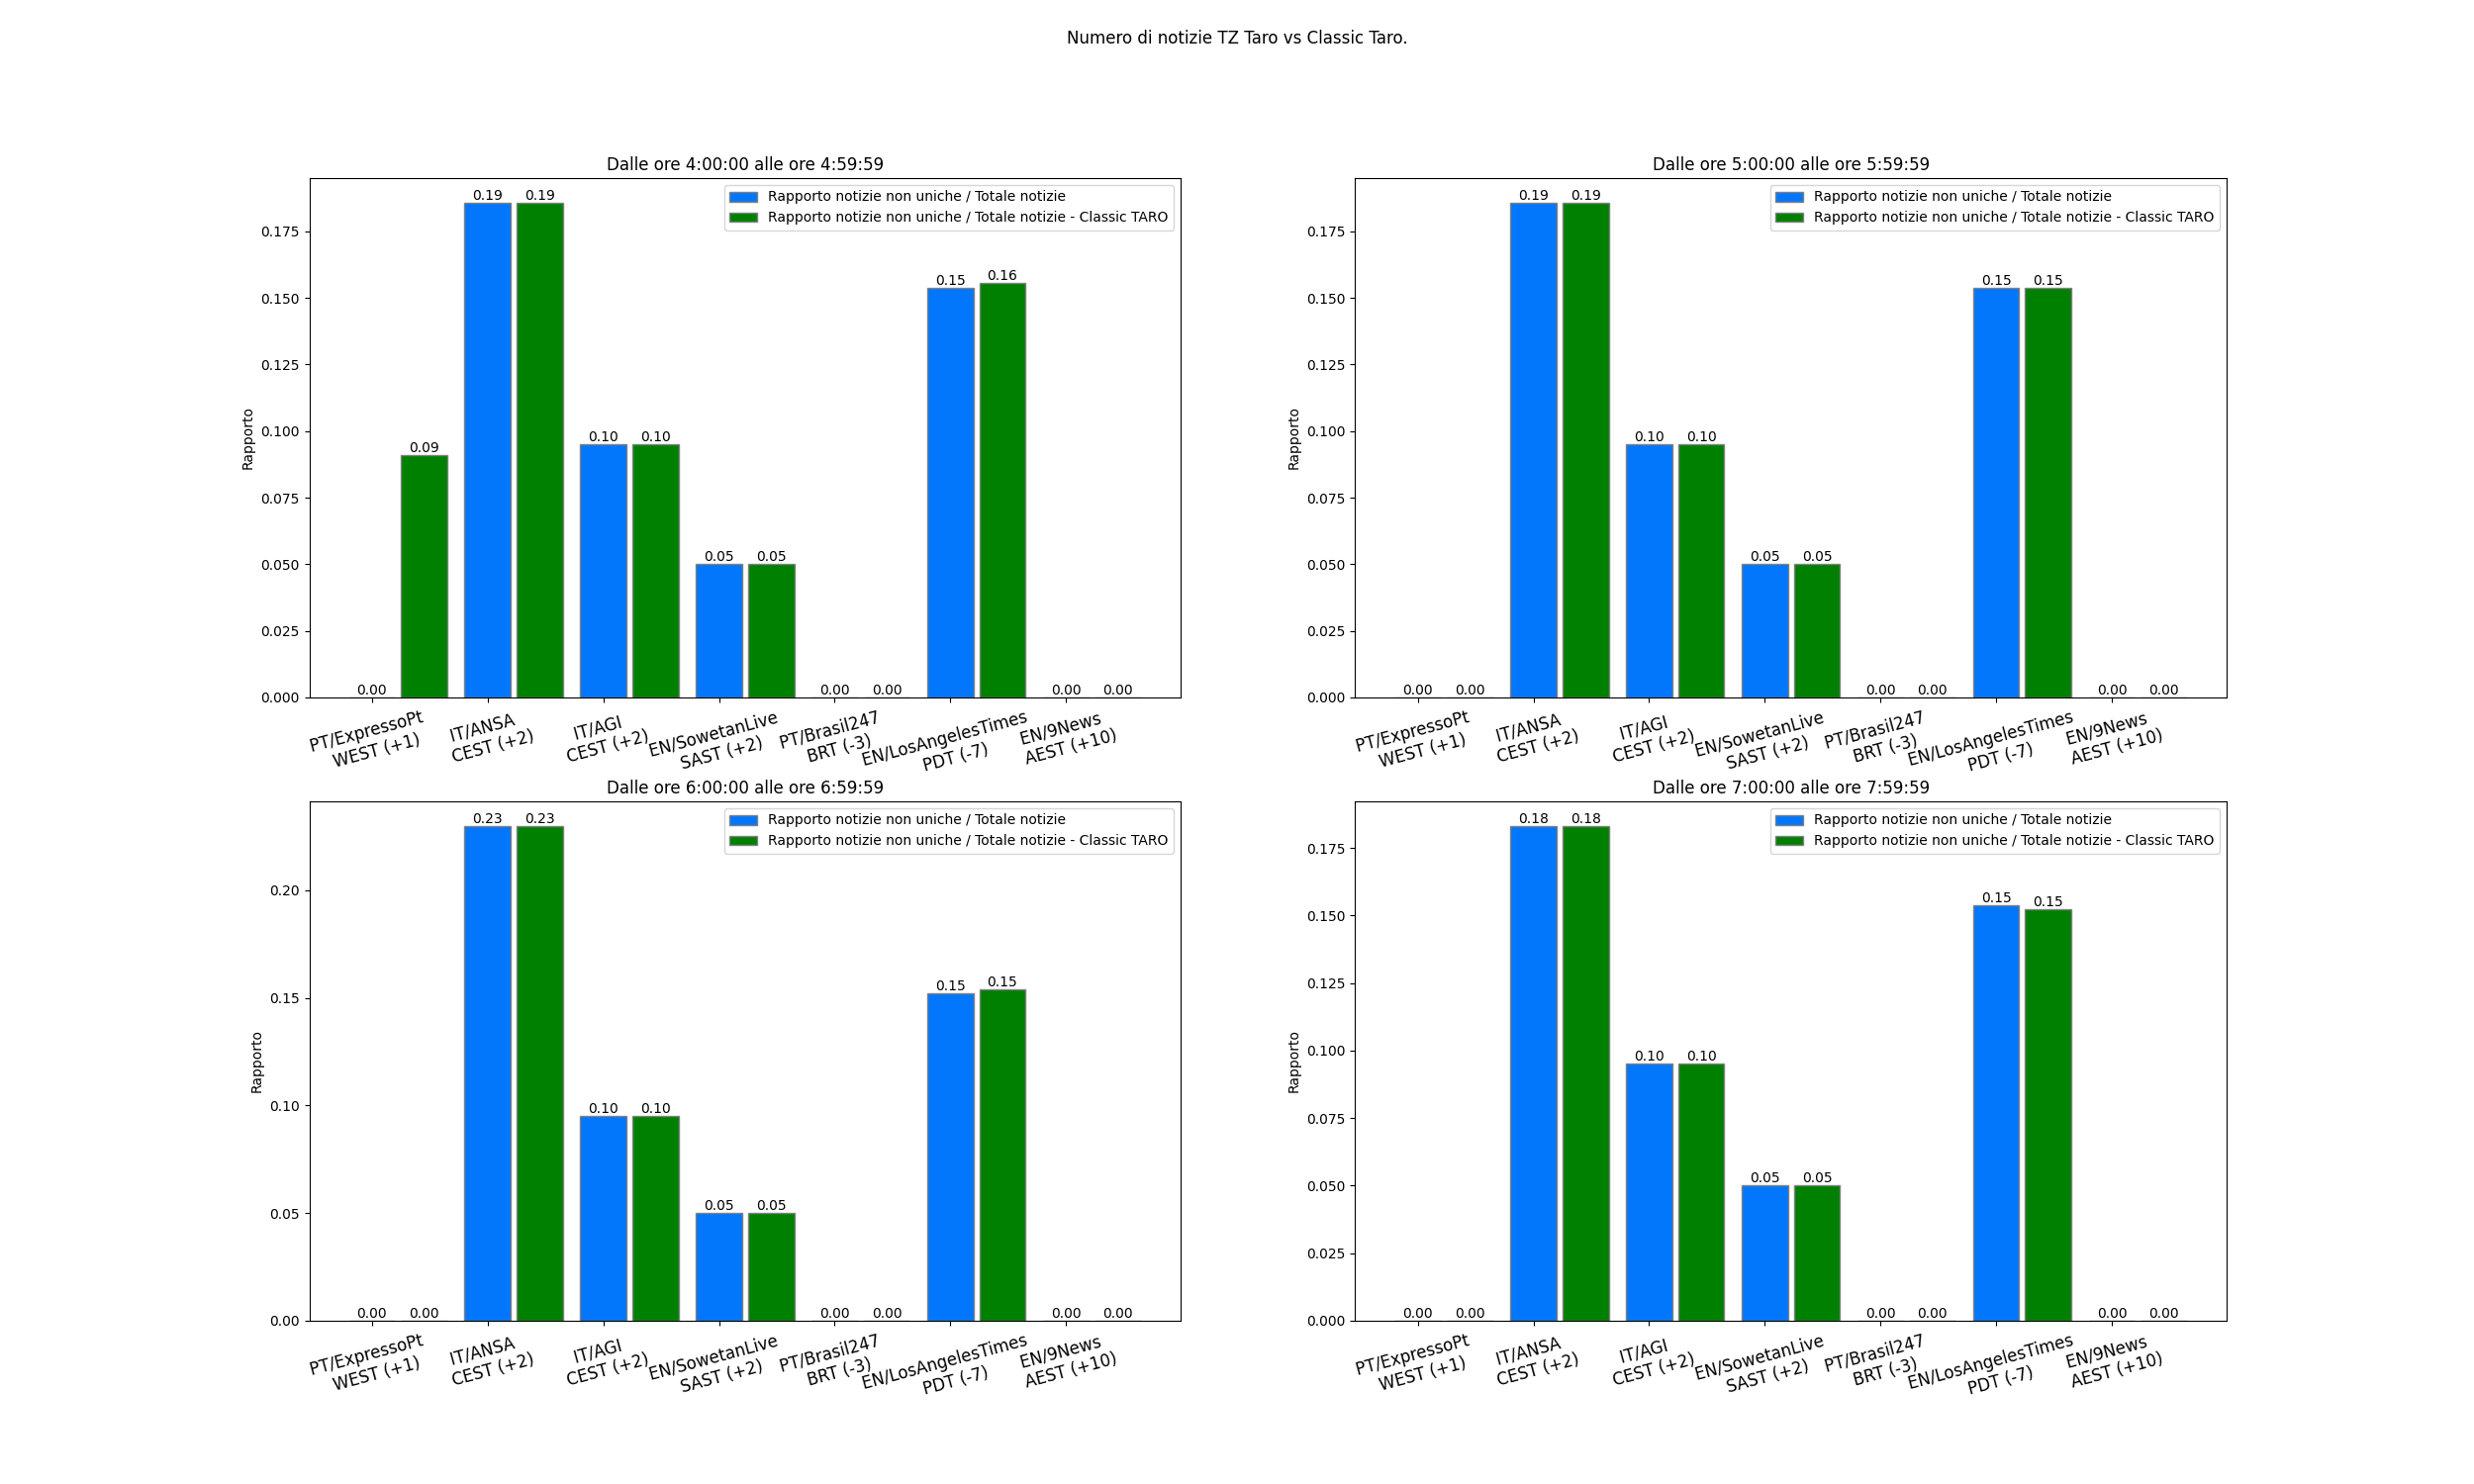 Numero di notizie TZ Taro vs Classic Taro.
Dalle ore 4:00:00 alle ore 4:59:59
Rapporto notizie non uniche / Totale notizie
Rapporto notizie non uniche / Totale notizie - Classic TARO
Rapporto
0.175
0.150
0.125
0.100
0.075
0.050
0.025
0.000
0.00
0.09
0.19
0.19
0.10
0.10
0.05
0.05
0.00
0.00
0.15
0.16
0.00
0.00
PT/ExpressoPt
WEST (+1)
IT/ANSA
CEST (+2)
IT/AGI
CEST (+2)
EN/SowetanLive
SAST (+2)
PT/Brasil247
BRT (-3)
EN/LosAngelesTimes
PDT (-7)
EN/9News
AEST (+10)
Dalle ore 5:00:00 alle ore 5:59:59
Rapporto notizie non uniche / Totale notizie
Rapporto notizie non uniche / Totale notizie - Classic TARO
Rapporto
0.175
0.150
0.125
0.100
0.075
0.050
0.025
0.000
0.00
0.00
0.19
0.19
0.10
0.10
0.05
0.05
0.00
0.00
0.15
0.15
0.00
0.00
PT/ExpressoPt
WEST (+1)
IT/ANSA
CEST (+2)
IT/AGI
CEST (+2)
EN/SowetanLive
SAST (+2)
PT/Brasil247
BRT (-3)
EN/LosAngelesTimes
PDT (-7)
EN/9News
AEST (+10)
Dalle ore 6:00:00 alle ore 6:59:59
Rapporto notizie non uniche / Totale notizie
Rapporto notizie non uniche / Totale notizie - Classic TARO
Rapporto
0.20
0.15
0.10
0.05
0.00
0.00
0.00
0.23
0.23
0.10
0.10
0.05
0.05
0.00
0.00
0.15
0.15
0.00
0.00
PT/ExpressoPt
WEST (+1)
IT/ANSA
CEST (+2)
IT/AGI
CEST (+2)
EN/SowetanLive
SAST (+2)
PT/Brasil247
BRT (-3)
EN/LosAngelesTimes
PDT (-7)
EN/9News
AEST (+10)
Dalle ore 7:00:00 alle ore 7:59:59
Rapporto notizie non uniche / Totale notizie
Rapporto notizie non uniche / Totale notizie - Classic TARO
Rapporto
0.175
0.150
0.125
0.100
0.075
0.050
0.025
0.000
0.00
0.00
0.18
0.18
0.10
0.10
0.05
0.05
0.00
0.00
0.15
0.15
0.00
0.00
PT/ExpressoPt
WEST (+1)
IT/ANSA
CEST (+2)
IT/AGI
CEST (+2)
EN/SowetanLive
SAST (+2)
PT/Brasil247
BRT (-3)
EN/LosAngelesTimes
PDT (-7)
EN/9News
AEST (+10)